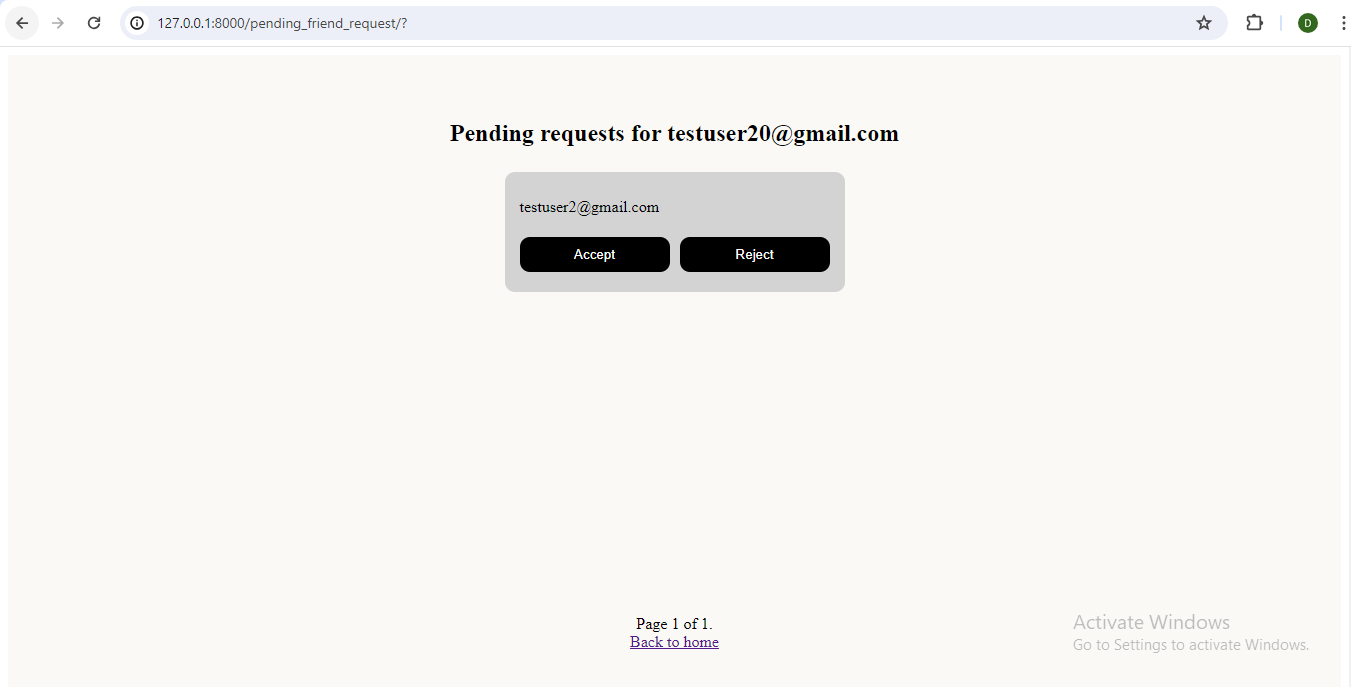 127.0.0.1:8000/pending_friend_request/?
D
Pending requests for testuser20@gmail.com
testuser2@gmail.com
Accept Reject
Page 1 of 1.
Back to home
Activate Windows
Go to Settings to activate Windows.